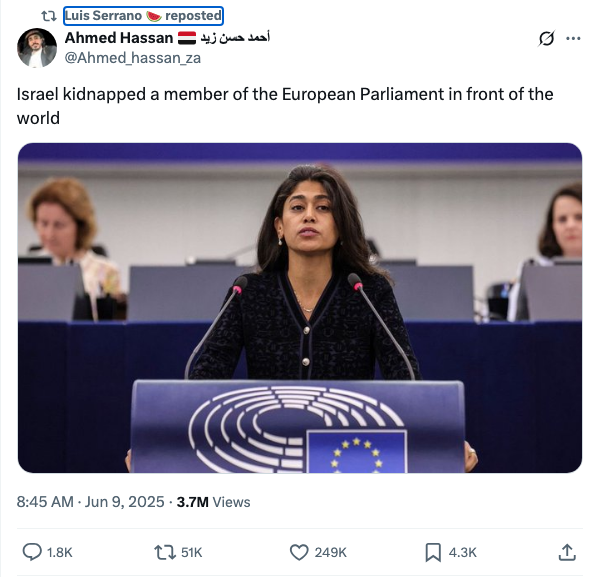 Luis Serrano 🍉 reposted
Ahmed Hassan 🇾🇪 أحمد حسن زيد
@Ahmed_hassan_za
Israel kidnapped a member of the European Parliament in front of the
world
8:45 AM · Jun 9, 2025 · 3.7M Views
1.8K 51K 249K 4.3K